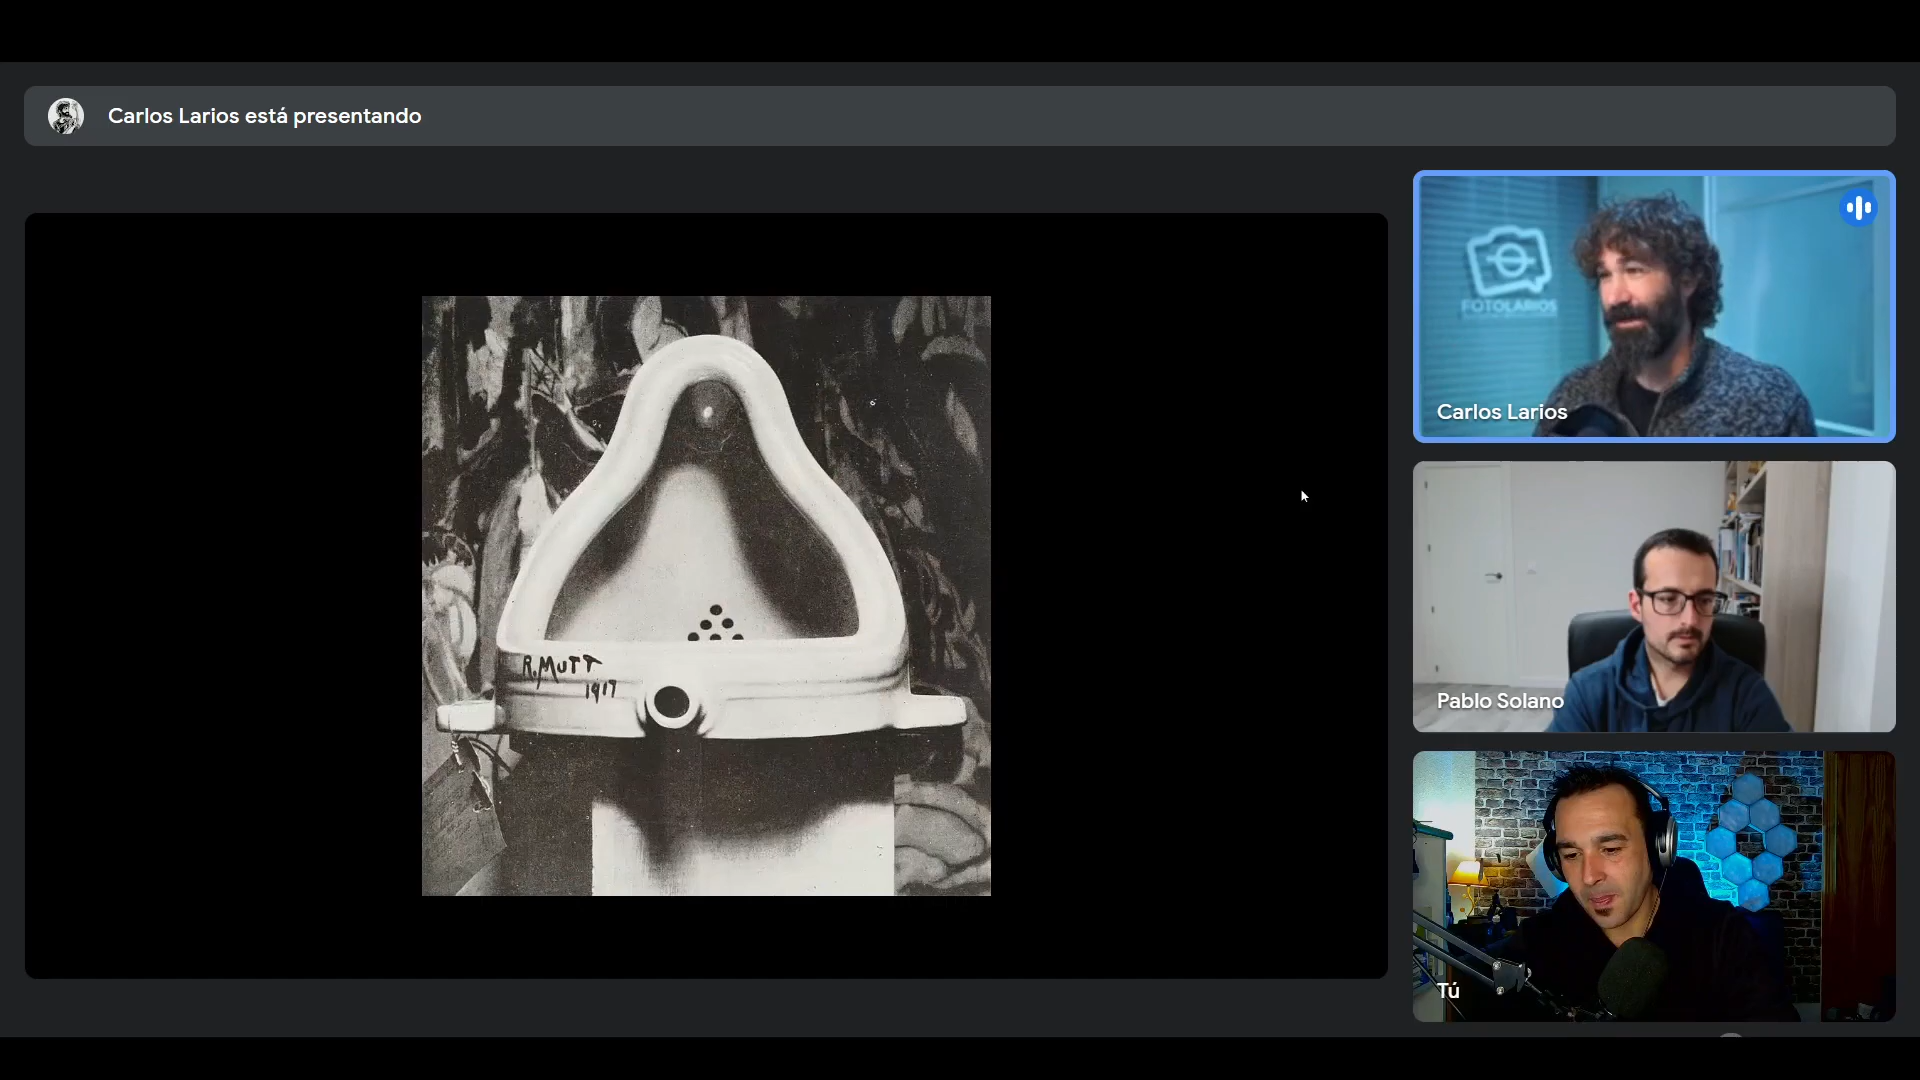 Carlos Larios está presentando
FOTOLARIOS
Carlos Larios
R. MUTT
1917
Pablo Solano
Tú